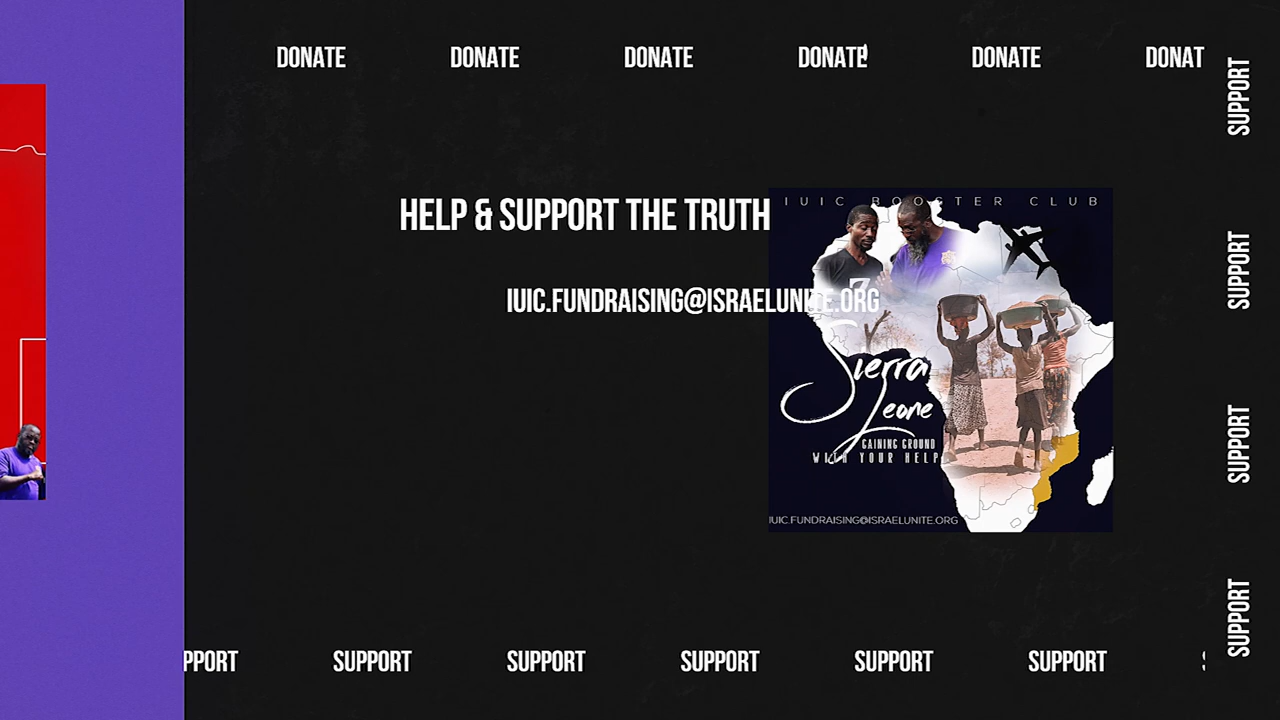 DONATE DONATE DONATE DONATE DONATE DONAT
SUPPORT
SUPPORT
SUPPORT
SUPPORT
HELP & SUPPORT THE TRUTH
IUIC.FUNDRAISING@ISRAELUNITE.ORG
IUIC BOOSTER CLUB
Sierra
Leone
GAINING GROUND
WITH YOUR HELP
IUIC.FUNDRAISING@ISRAELUNITE.ORG
PPORT SUPPORT SUPPORT SUPPORT SUPPORT SUPPORT